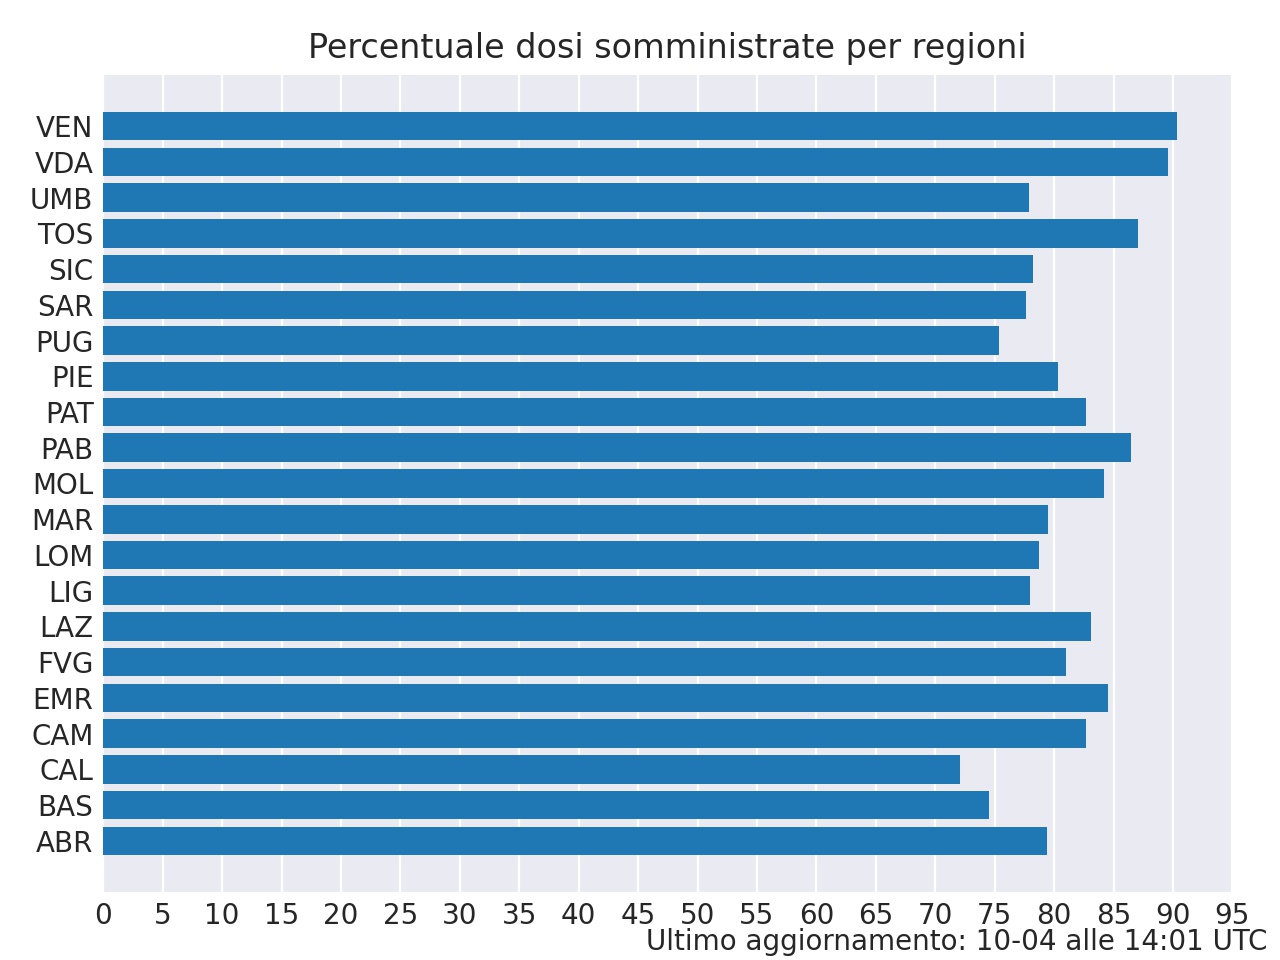 Percentuale dosi somministrate per regioni
VEN
VDA
UMB
TOS
SIC
SAR
PUG
PIE
PAT
PAB
MOL
MAR
LOM
LIG
LAZ
FVG
EMR
CAM
CAL
BAS
ABR
0 5 10 15 20 25 30 35 40 45 50 55 60 65 70 75 80 85 90 95
Ultimo aggiornamento: 10-04 alle 14:01 UTC